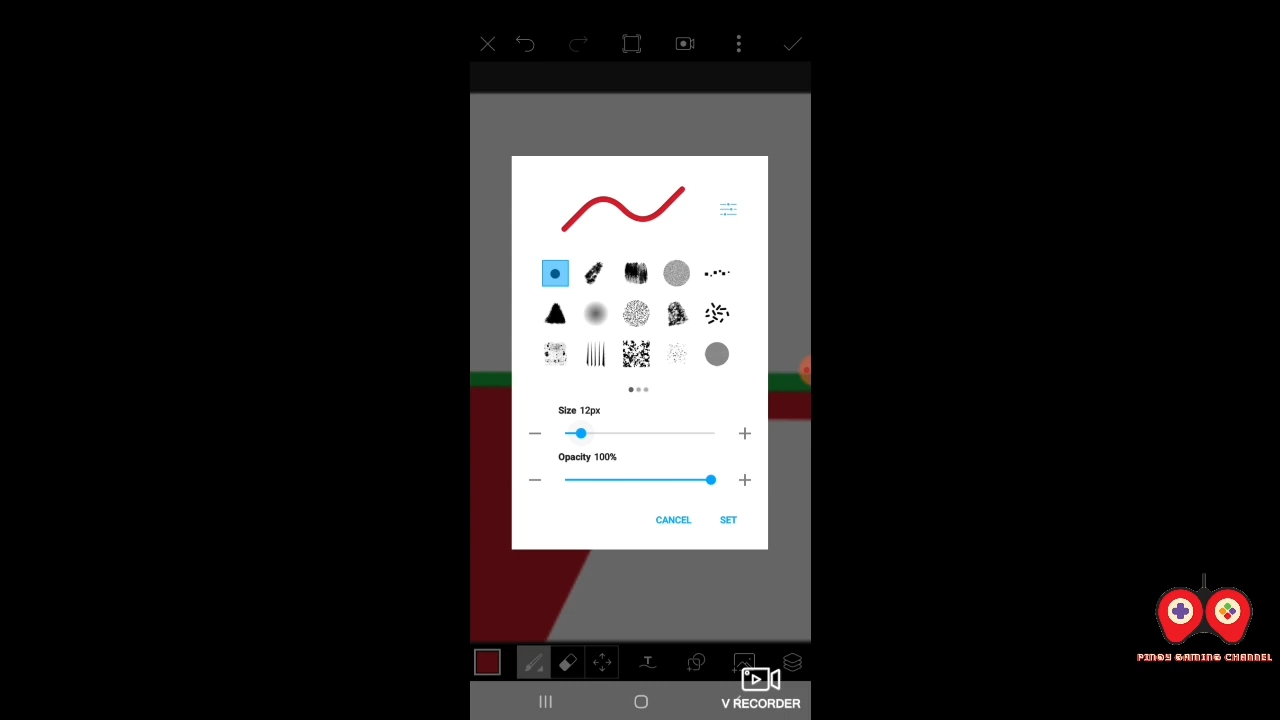 Size 12px
Opacity 100%
CANCEL SET
T
V RECORDER
PINOY GAMING CHANNEL